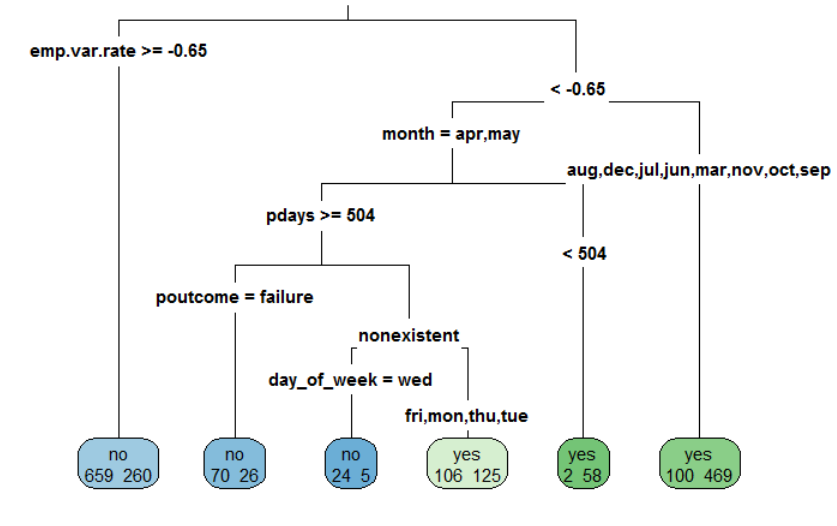 emp.var.rate >= -0.65
< -0.65
month = apr,may
aug,dec,jul,jun,mar,nov,oct,sep
pdays >= 504
< 504
poutcome = failure
nonexistent
day_of_week = wed
fri,mon,thu,tue
no
659 260
no
70 26
no
24 5
yes
106 125
yes
2 58
yes
100 469